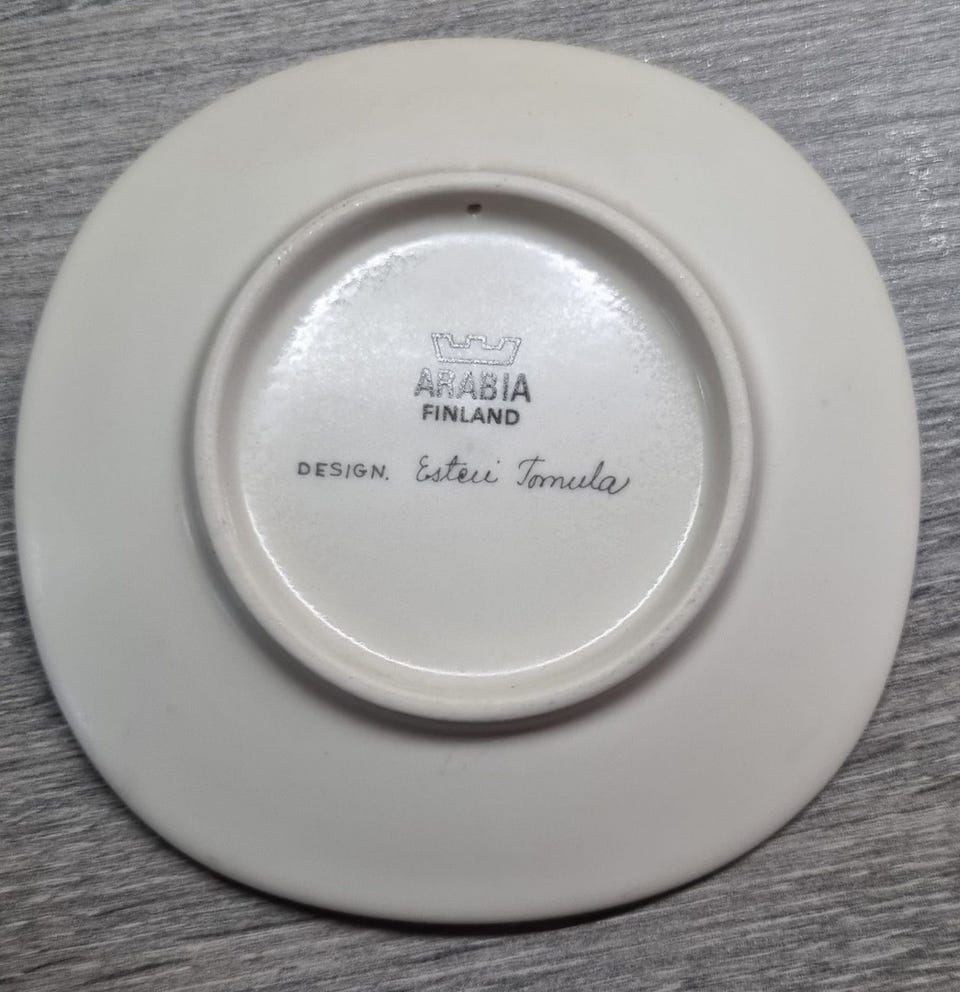 ARABIA
FINLAND
DESIGN. Esteri Tomula